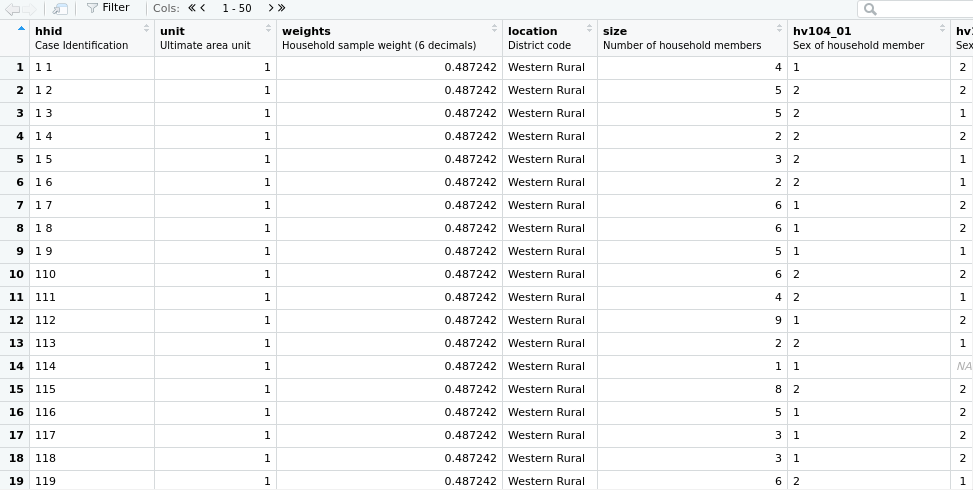 Filter Cols: 1 - 50
hhid unit weights location size hv104_01 hv1
Case Identification Ultimate area unit Household sample weight (6 decimals) District code Number of household members Sex of household member Sex
1 1 1 1 0.487242 Western Rural 4 1 2
2 1 2 1 0.487242 Western Rural 5 2 2
3 1 3 1 0.487242 Western Rural 5 2 1
4 1 4 1 0.487242 Western Rural 2 2 2
5 1 5 1 0.487242 Western Rural 3 2 1
6 1 6 1 0.487242 Western Rural 2 2 1
7 1 7 1 0.487242 Western Rural 6 1 2
8 1 8 1 0.487242 Western Rural 6 1 2
9 1 9 1 0.487242 Western Rural 5 1 1
10 110 1 0.487242 Western Rural 6 2 2
11 111 1 0.487242 Western Rural 4 2 1
12 112 1 0.487242 Western Rural 9 1 2
13 113 1 0.487242 Western Rural 2 2 1
14 114 1 0.487242 Western Rural 1 1 NA
15 115 1 0.487242 Western Rural 8 2 2
16 116 1 0.487242 Western Rural 5 1 2
17 117 1 0.487242 Western Rural 3 1 2
18 118 1 0.487242 Western Rural 3 1 2
19 119 1 0.487242 Western Rural 6 2 1